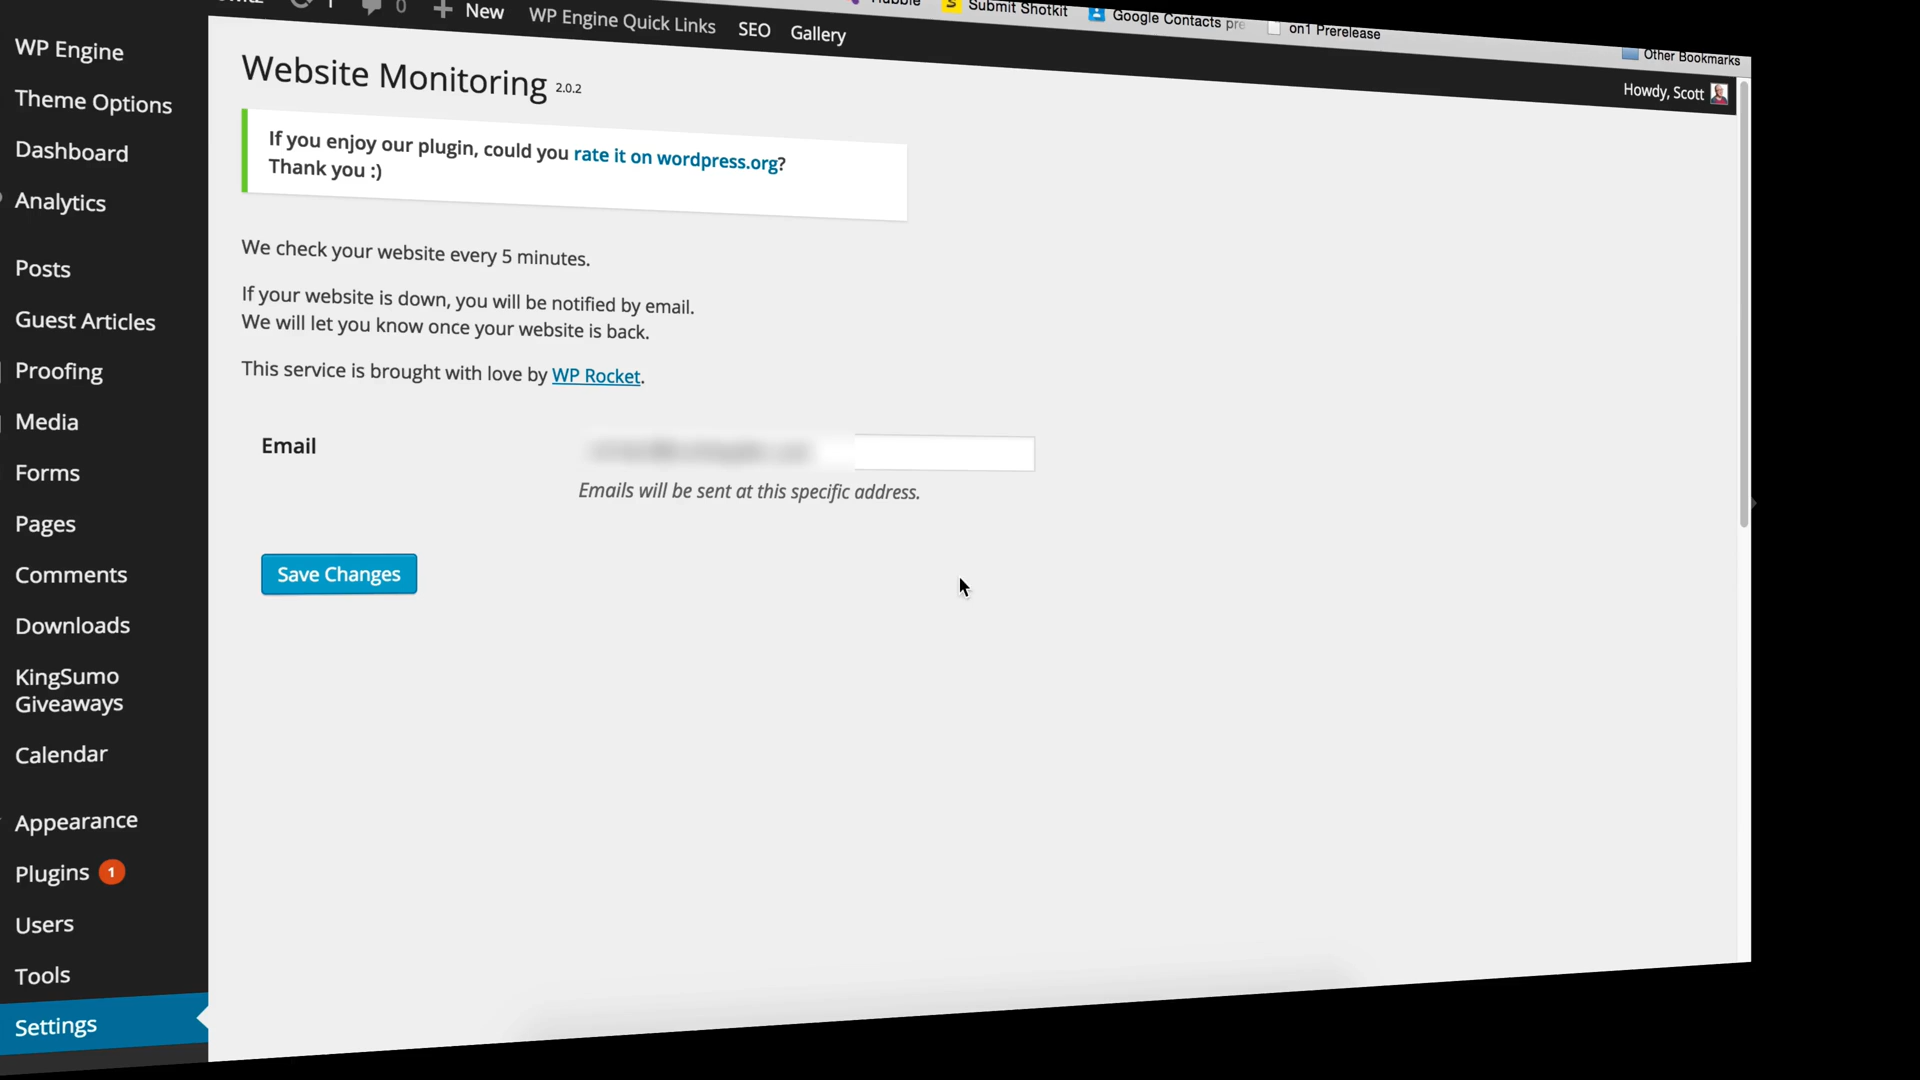 Submit Shotkit
Google Contacts pre
on1 Prerelease
Other Bookmarks
0
New
WP Engine Quick Links
SEO
Gallery
Howdy, Scott
WP Engine
Theme Options
Dashboard
Analytics
Posts
Guest Articles
Proofing
Media
Forms
Pages
Comments
Downloads
KingSumo
Giveaways
Calendar
Appearance
Plugins 1
Users
Tools
Settings
Website Monitoring 2.0.2
If you enjoy our plugin, could you rate it on wordpress.org?
Thank you :)
We check your website every 5 minutes.
If your website is down, you will be notified by email.
We will let you know once your website is back.
This service is brought with love by WP Rocket.
Email
Emails will be sent at this specific address.
Save Changes